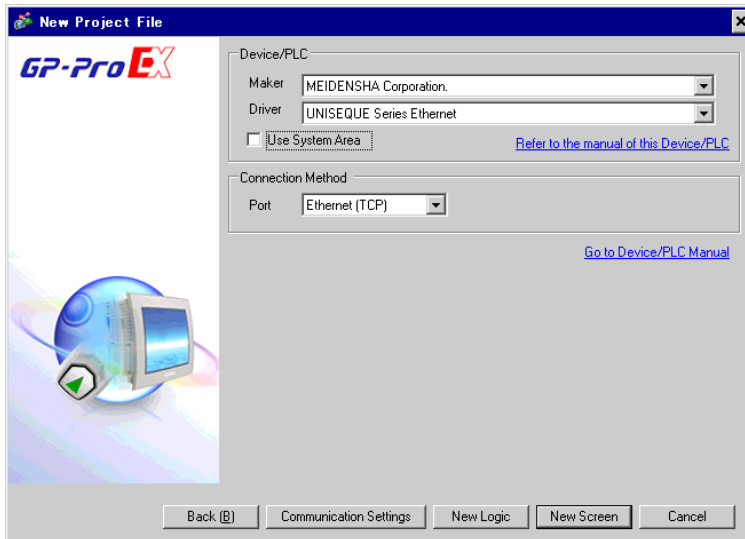 New Project File
GP-Pro EX
Device/PLC
Maker MEIDENSHA Corporation.
Driver UNISEQUE Series Ethernet
Use System Area Refer to the manual of this Device/PLC
Connection Method
Port Ethernet (TCP)
Go to Device/PLC Manual
Back (B) Communication Settings New Logic New Screen Cancel